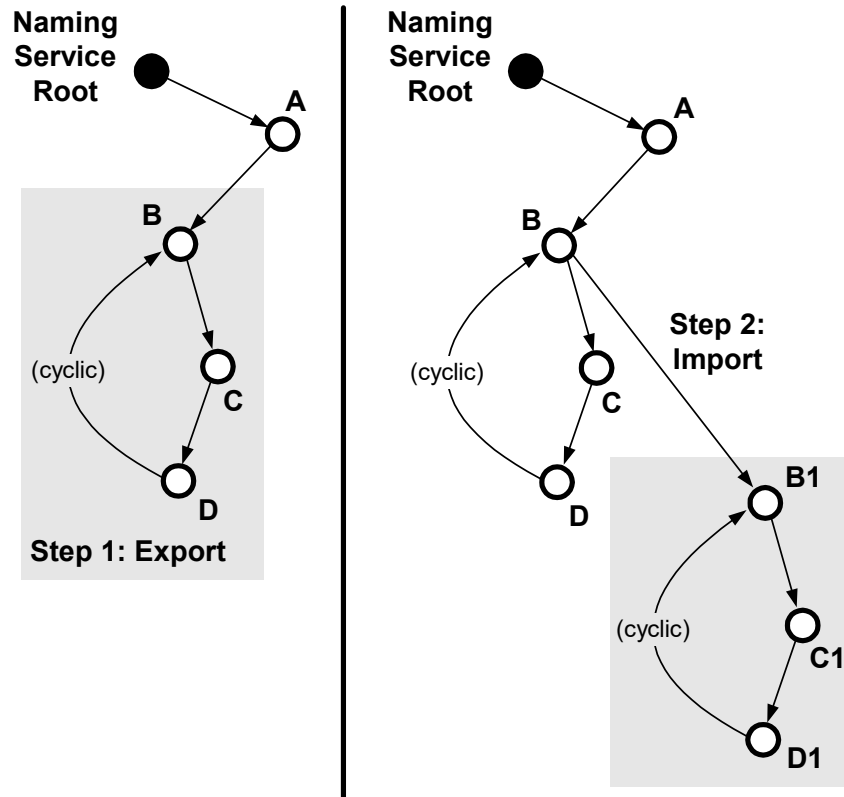 Naming
Service
Root
A
B
(cyclic)
C
D
Step 1: Export
Naming
Service
Root
A
B
Step 2:
Import
(cyclic)
C
D
B1
(cyclic)
C1
D1